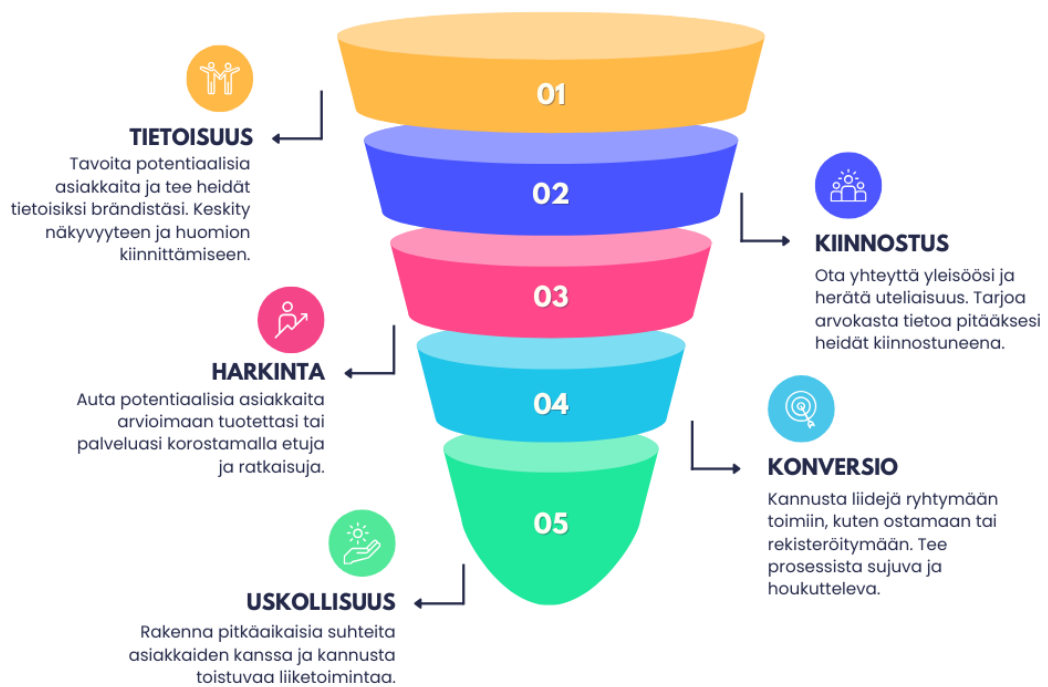 01
TIETOISUUS
Tavoita potentiaalisia
asiakkaita ja tee heidät
tietoisiksi brändistäsi. Keskity
näkyvyyteen ja huomion
kiinnittämiseen.
02
KIINNOSTUS
Ota yhteyttä yleisöösi ja
herätä uteliaisuus. Tarjoa
arvokasta tietoa pitääksesi
heidät kiinnostuneena.
03
HARKINTA
Auta potentiaalisia asiakkaita
arvioimaan tuotettasi tai
palveluasi korostamalla etuja
ja ratkaisuja.
04
KONVERSIO
Kannusta liidejä ryhtymään
toimiin, kuten ostamaan tai
rekisteröitymään. Tee
prosessista sujuva ja
houkutteleva.
05
USKOLLISUUS
Rakenna pitkäaikaisia suhteita
asiakkaiden kanssa ja kannusta
toistuvaa liiketoimintaa.